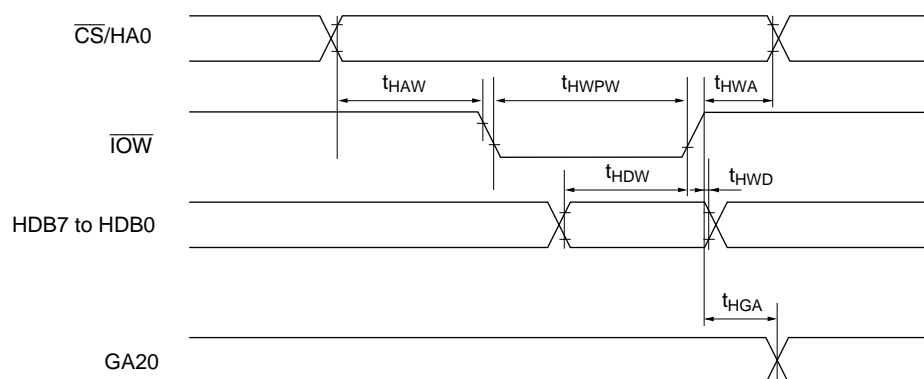 CS/HA0
tHAW tHWPW tHWA
IOW
tHDW tHWD
HDB7 to HDB0
tHGA
GA20